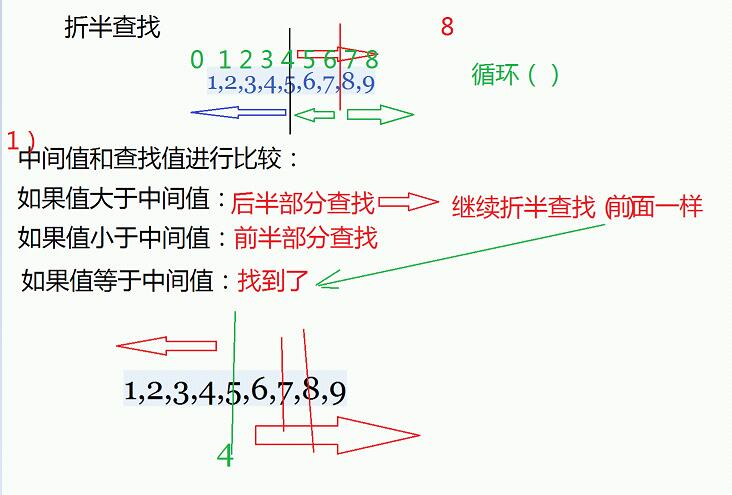 折半查找
8
0 1 2 3 4 5 6 7 8
循环（ ）
1,2,3,4,5,6,7,8,9
1）
中间值和查找值进行比较：
如果值大于中间值：后半部分查找
继续折半查找（）前面一样
如果值小于中间值：前半部分查找
如果值等于中间值：找到了
1,2,3,4,5,6,7,8,9
4